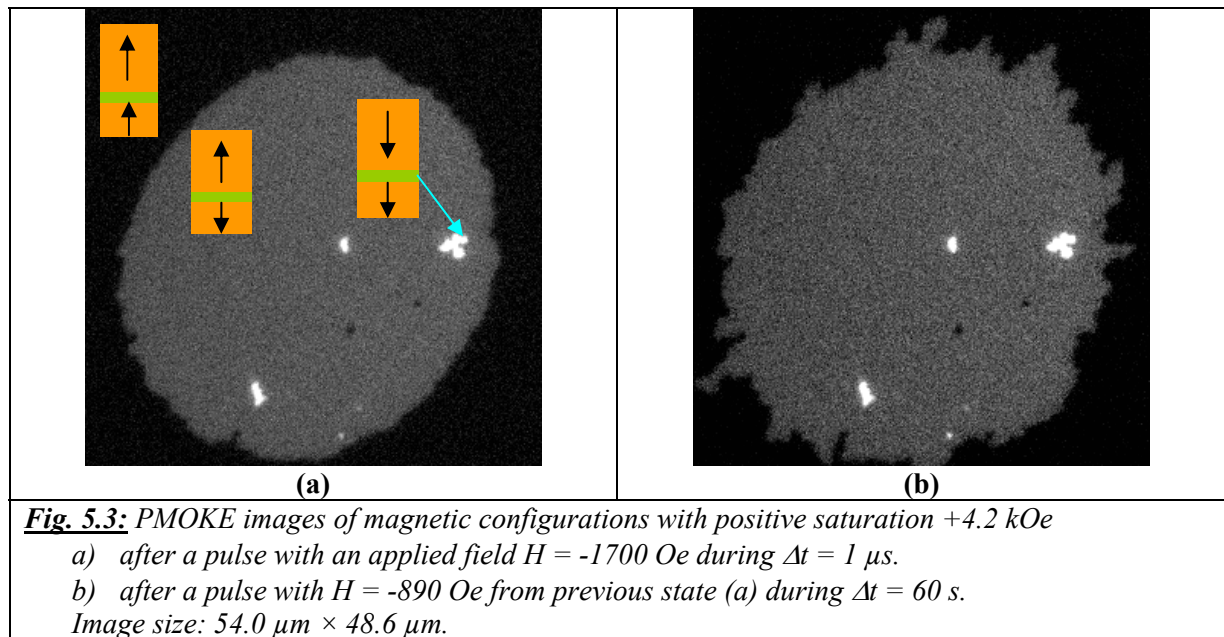 (a)
(b)
Fig. 5.3: PMOKE images of magnetic configurations with positive saturation +4.2 kOe
a) after a pulse with an applied field H = -1700 Oe during Δt = 1 µs.
b) after a pulse with H = -890 Oe from previous state (a) during Δt = 60 s.
Image size: 54.0 µm × 48.6 µm.